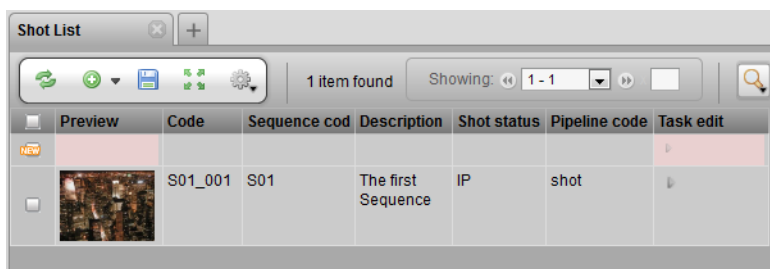 Shot List
+
1 item found Showing: 1 - 1
Preview Code Sequence cod Description Shot status Pipeline code Task edit
NEW
S01_001 S01 The first IP shot
Sequence